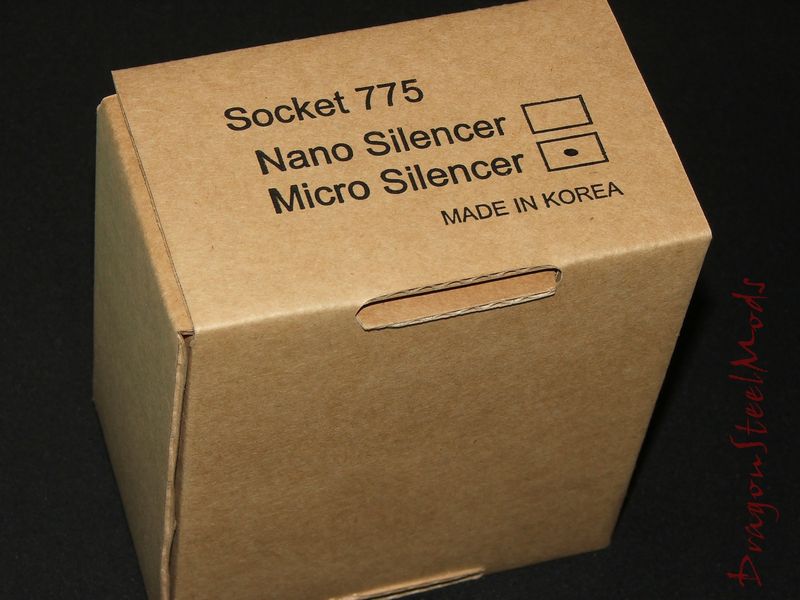 Socket 775
Nano Silencer
Micro Silencer
MADE IN KOREA
DragonSteelMods